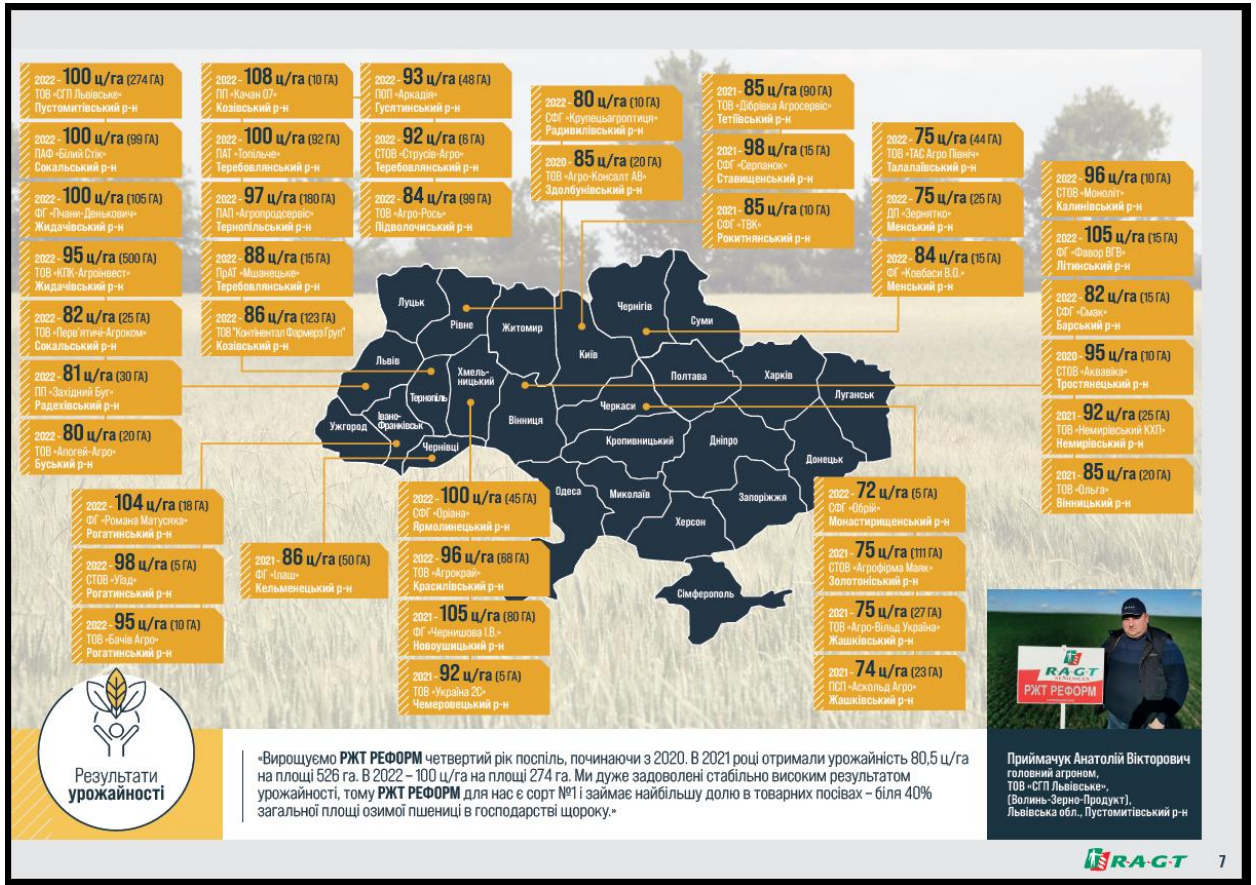 2022 - 100 ц/га (274 ГА)
ТОВ «СГП Львівське»
Пустомитівський р-н
2022 - 100 ц/га (99 ГА)
ПАФ «Білий Стік»
Сокальський р-н
2022 - 100 ц/га (105 ГА)
ФГ «Пчани-Денькович»
Жидачівський р-н
2022 - 95 ц/га (500 ГА)
ТОВ «КПК-Агроінвест»
Жидачівський р-н
2022 - 82 ц/га (25 ГА)
ТОВ «Перв'ятичі-Агроком»
Сокальський р-н
2022 - 81 ц/га (30 ГА)
ПП «Західний Буг»
Радехівський р-н
2022 - 80 ц/га (20 ГА)
ТОВ «Апогей-Агро»
Буський р-н
2022 - 108 ц/га (10 ГА)
ПП «Качан 07»
Козівський р-н
2022 - 100 ц/га (92 ГА)
ПАТ «Топільче»
Теребовлянський р-н
2022 - 97 ц/га (180 ГА)
ПАП «Агропродсервіс»
Тернопільський р-н
2022 - 88 ц/га (15 ГА)
ПрАТ «Мшанецьке»
Теребовлянський р-н
2022 - 86 ц/га (123 ГА)
ТОВ "Контінентал Фармерз Груп"
Козівський р-н
2022 - 93 ц/га (48 ГА)
ПОП «Аркадія»
Гусятинський р-н
2022 - 92 ц/га (6 ГА)
СТОВ «Струсів-Агро»
Теребовлянський р-н
2022 - 84 ц/га (99 ГА)
ТОВ «Агро-Рось»
Підволочиський р-н
2022 - 80 ц/га (10 ГА)
СФГ «Крупецьагроптиця»
Радивилівський р-н
2020 - 85 ц/га (20 ГА)
ТОВ «Агро-Консалт АВ»
Здолбунівський р-н
2021 - 85 ц/га (90 ГА)
ТОВ «Дібрівка Агросервіс»
Тетіївський р-н
2021 - 98 ц/га (15 ГА)
СФГ «Серпанок»
Ставищенський р-н
2021 - 85 ц/га (10 ГА)
СФГ «ТВК»
Рокитнянський р-н
2022 - 75 ц/га (44 ГА)
ТОВ «ТАС Агро Північ»
Талалаївський р-н
2022 - 75 ц/га (25 ГА)
ДП «Зернятко»
Менський р-н
2022 - 84 ц/га (15 ГА)
ФГ «Ковбаси В.О.»
Менський р-н
2022 - 96 ц/га (10 ГА)
СТОВ «Моноліт»
Калинівський р-н
2022 - 105 ц/га (15 ГА)
ФГ «Фавор ВГВ»
Літинський р-н
2022 - 82 ц/га (15 ГА)
СФГ «Смак»
Барський р-н
2020 - 95 ц/га (10 ГА)
СТОВ «Аквавіка»
Тростянецький р-н
2021 - 92 ц/га (25 ГА)
ТОВ «Немирівський КХП»
Немирівський р-н
2021 - 85 ц/га (20 ГА)
ТОВ «Ольга»
Вінницький р-н
Луцьк
Рівне
Житомир
Київ
Чернігів
Суми
Львів
Хмель-
ницький
Тернопіль
Івано-
Франківськ
Ужгород
Чернівці
Вінниця
Черкаси
Полтава
Харків
Луганськ
Кропивницький
Дніпро
Донецьк
Одеса
Миколаїв
Запоріжжя
Херсон
Сімферополь
2022 - 104 ц/га (18 ГА)
ФГ «Романа Матусяка»
Рогатинський р-н
2022 - 98 ц/га (5 ГА)
СТОВ «Уїзд»
Рогатинський р-н
2022 - 95 ц/га (10 ГА)
ТОВ «Бачів Агро»
Рогатинський р-н
2021 - 86 ц/га (50 ГА)
ФГ «Ілаш»
Кельменецький р-н
2022 - 100 ц/га (45 ГА)
СФГ «Оріана»
Ярмолинецький р-н
2022 - 96 ц/га (68 ГА)
ТОВ «Агрокрай»
Красилівський р-н
2021 - 105 ц/га (80 ГА)
ФГ «Чернишова І.В.»
Новоушицький р-н
2021 - 92 ц/га (5 ГА)
ТОВ «Україна 2С»
Чемеровецький р-н
2022 - 72 ц/га (5 ГА)
СФГ «Обрій»
Монастирищенський р-н
2021 - 75 ц/га (111 ГА)
СТОВ «Агрофірма Маяк»
Золотоніський р-н
2021 - 75 ц/га (27 ГА)
ТОВ «Агро-Вільд Україна»
Жашківський р-н
2021 - 74 ц/га (23 ГА)
ПСП «Аскольд Агро»
Жашківський р-н
R·A·G·T
SEMENCES
РЖТ РЕФОРМ
Результати
урожайності
«Вирощуємо РЖТ РЕФОРМ четвертий рік поспіль, починаючи з 2020. В 2021 році отримали урожайність 80,5 ц/га
на площі 526 га. В 2022 – 100 ц/га на площі 274 га. Ми дуже задоволені стабільно високим результатом
урожайності, тому РЖТ РЕФОРМ для нас є сорт №1 і займає найбільшу долю в товарних посівах – біля 40%
загальної площі озимої пшениці в господарстві щороку.»
Приймачук Анатолій Вікторович
головний агроном,
ТОВ «СГП Львівське»,
(Волинь-Зерно-Продукт),
Львівська обл., Пустомитівський р-н
R·A·G·T
7